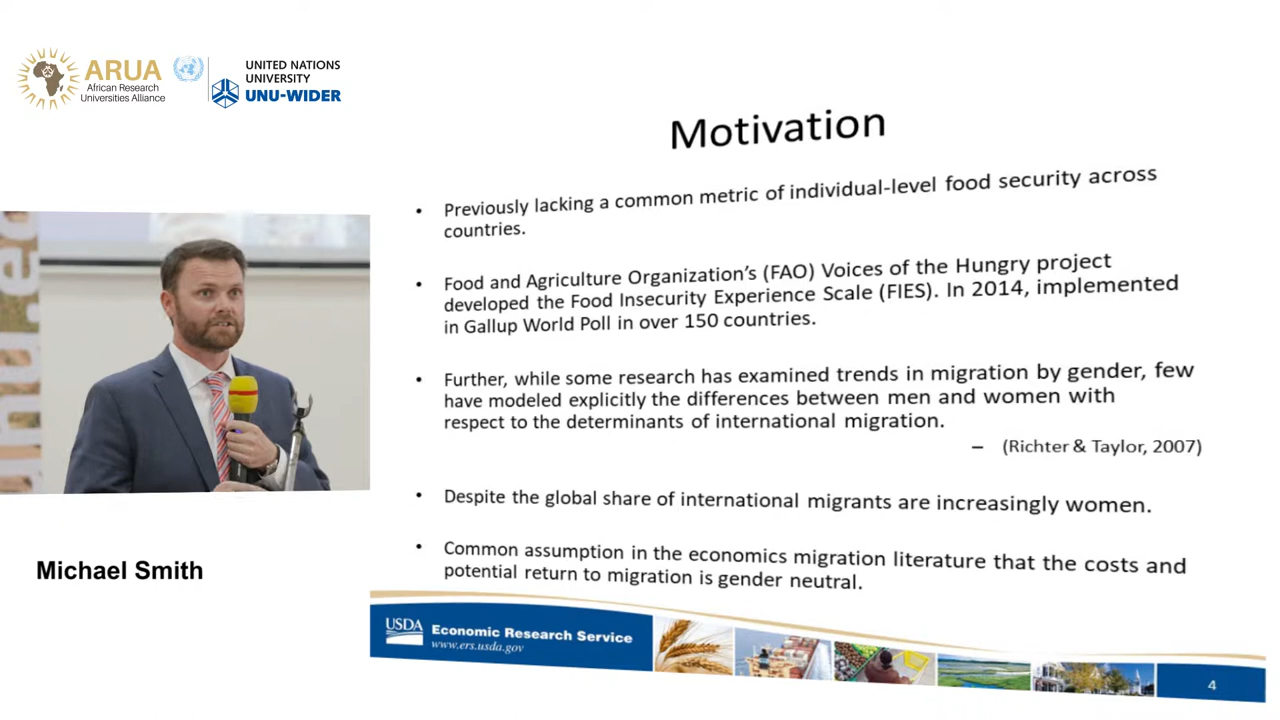 ARUA
African Research
Universities Alliance
UNITED NATIONS
UNIVERSITY
UNU-WIDER
Motivation
• Previously lacking a common metric of individual-level food security across
countries.
• Food and Agriculture Organization's (FAO) Voices of the Hungry project
developed the Food Insecurity Experience Scale (FIES). In 2014, implemented
in Gallup World Poll in over 150 countries.
• Further, while some research has examined trends in migration by gender, few
have modeled explicitly the differences between men and women with
respect to the determinants of international migration.
– (Richter & Taylor, 2007)
• Despite the global share of international migrants are increasingly women.
• Common assumption in the economics migration literature that the costs and
potential return to migration is gender neutral.
Michael Smith
USDA
Economic Research Service
www.ers.usda.gov
4